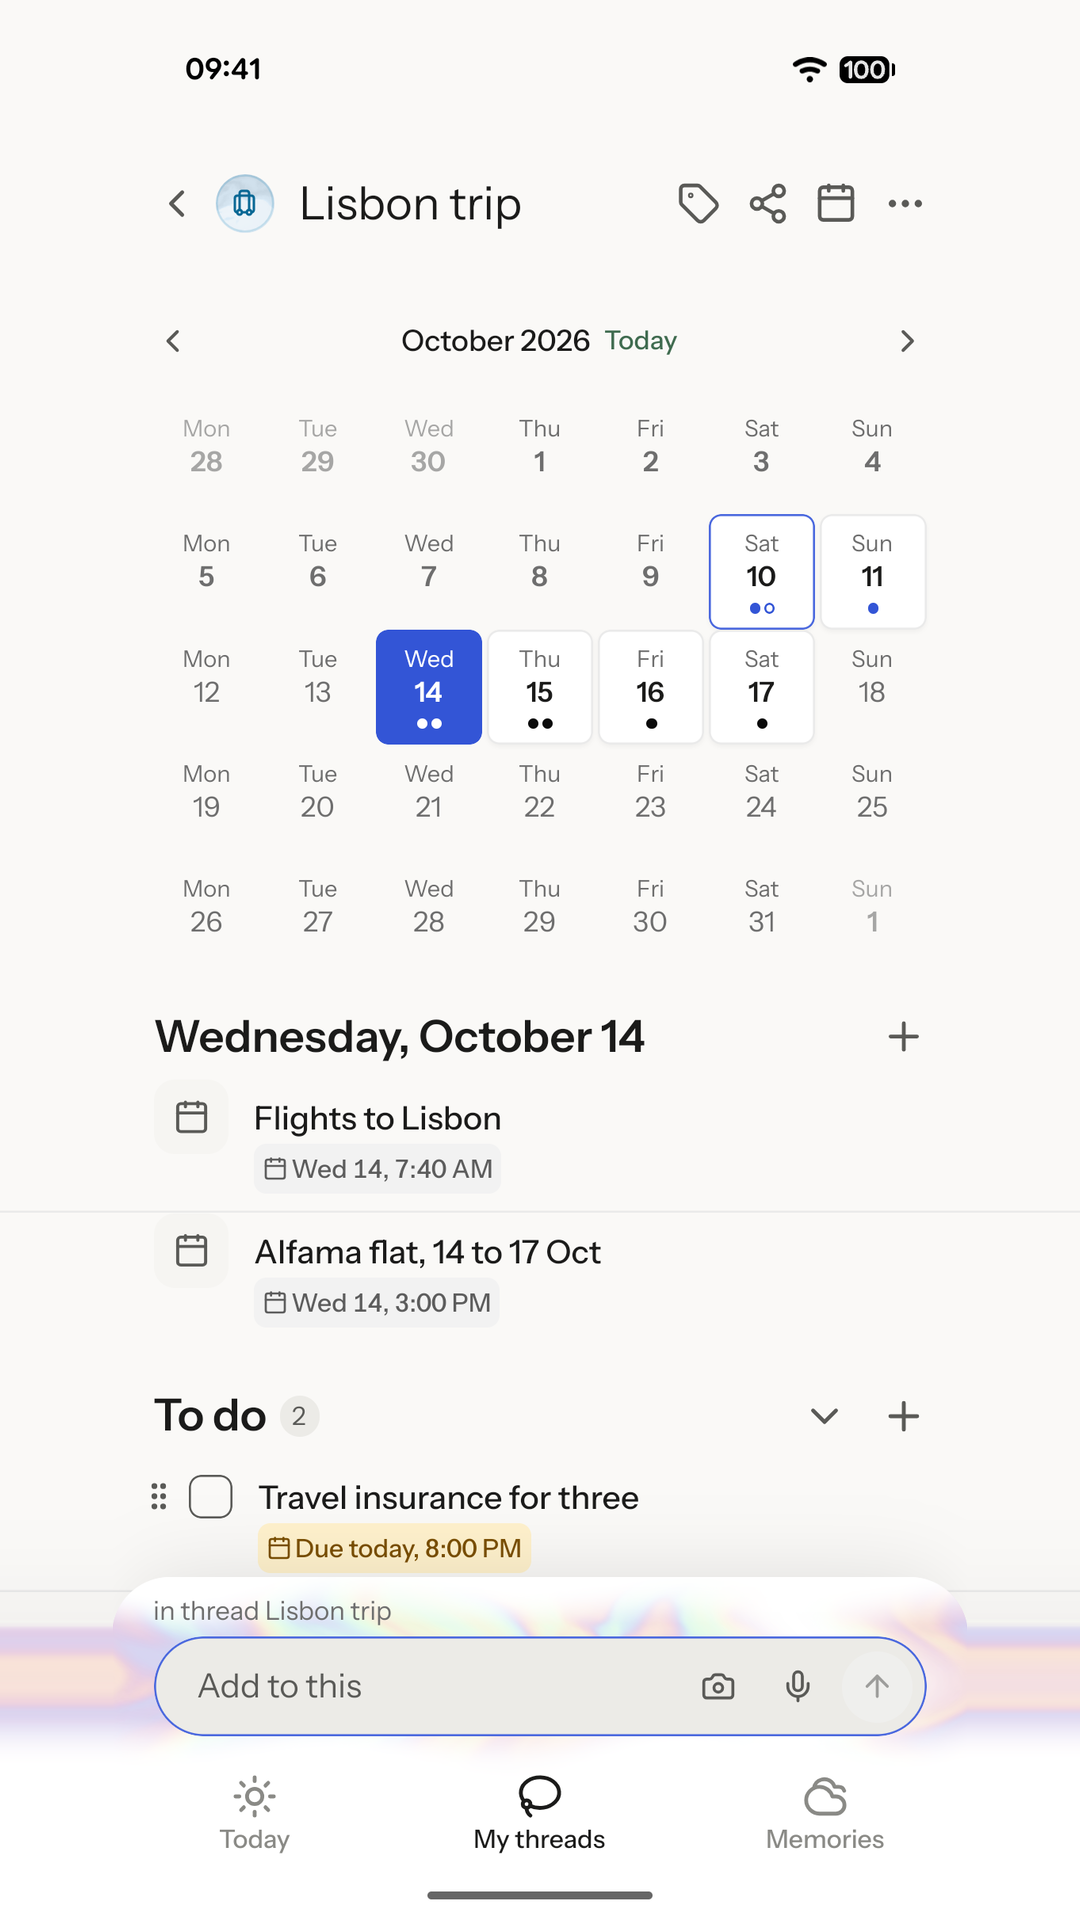 09:41
100
Lisbon trip
October 2026 Today
Mon Tue Wed Thu Fri Sat Sun
28 29 30 1 2 3 4
Mon Tue Wed Thu Fri Sat Sun
5 6 7 8 9 10 11
Mon Tue Wed Thu Fri Sat Sun
12 13 14 15 16 17 18
Mon Tue Wed Thu Fri Sat Sun
19 20 21 22 23 24 25
Mon Tue Wed Thu Fri Sat Sun
26 27 28 29 30 31 1
Wednesday, October 14
Flights to Lisbon
Wed 14, 7:40 AM
Alfama flat, 14 to 17 Oct
Wed 14, 3:00 PM
To do 2
Travel insurance for three
Due today, 8:00 PM
in thread Lisbon trip
Add to this
Today My threads Memories